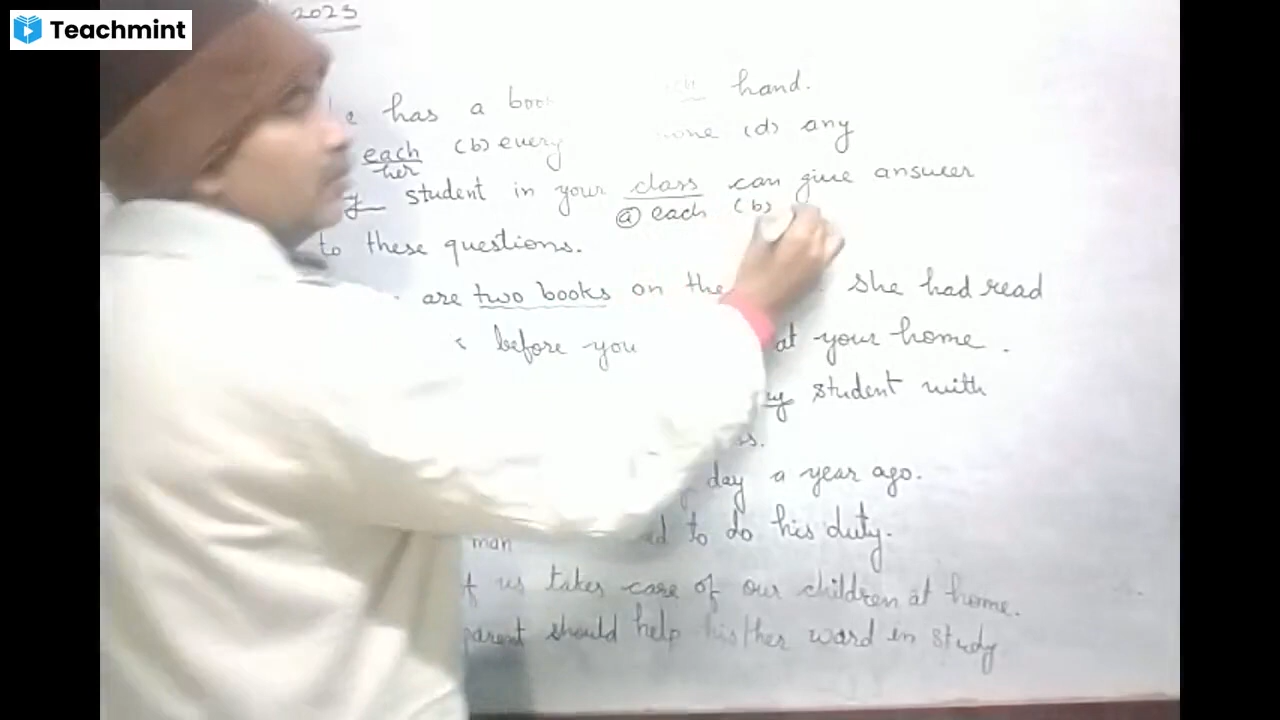 Teachmint
2023
has a hand.
each (b) every (d) any
her
student in your class can give answer
(a) each (b)
to these questions.
are two books on the she had read
before you at your home.
student with
day a year ago.
man to do his duty.
us takes care of our children at home.
parent should help his/her ward in study